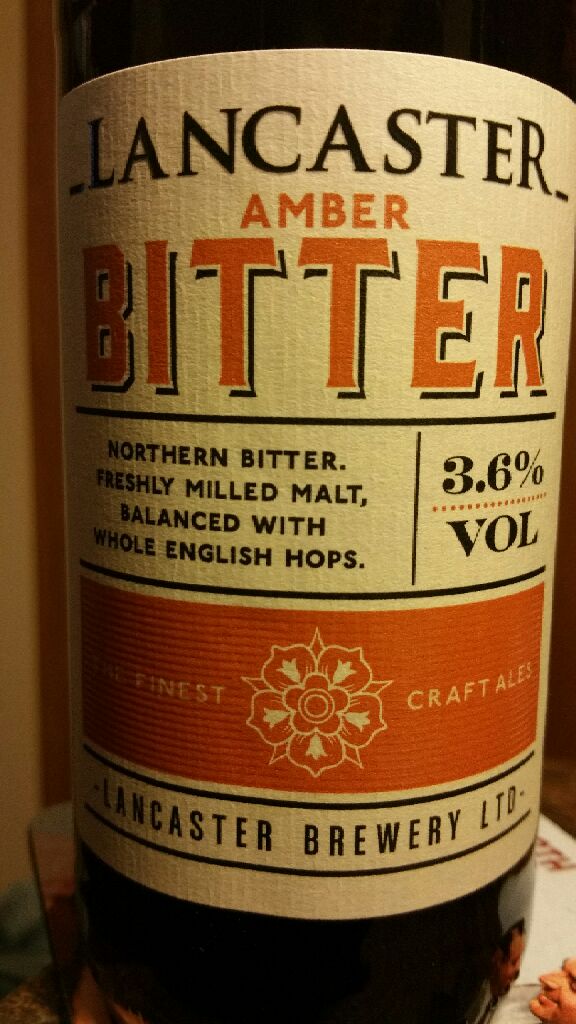 LANCASTER
AMBER
BITTER
NORTHERN BITTER.
FRESHLY MILLED MALT,
BALANCED WITH
WHOLE ENGLISH HOPS.
3.6%
VOL
THE FINEST CRAFT ALES
-LANCASTER BREWERY LTD-